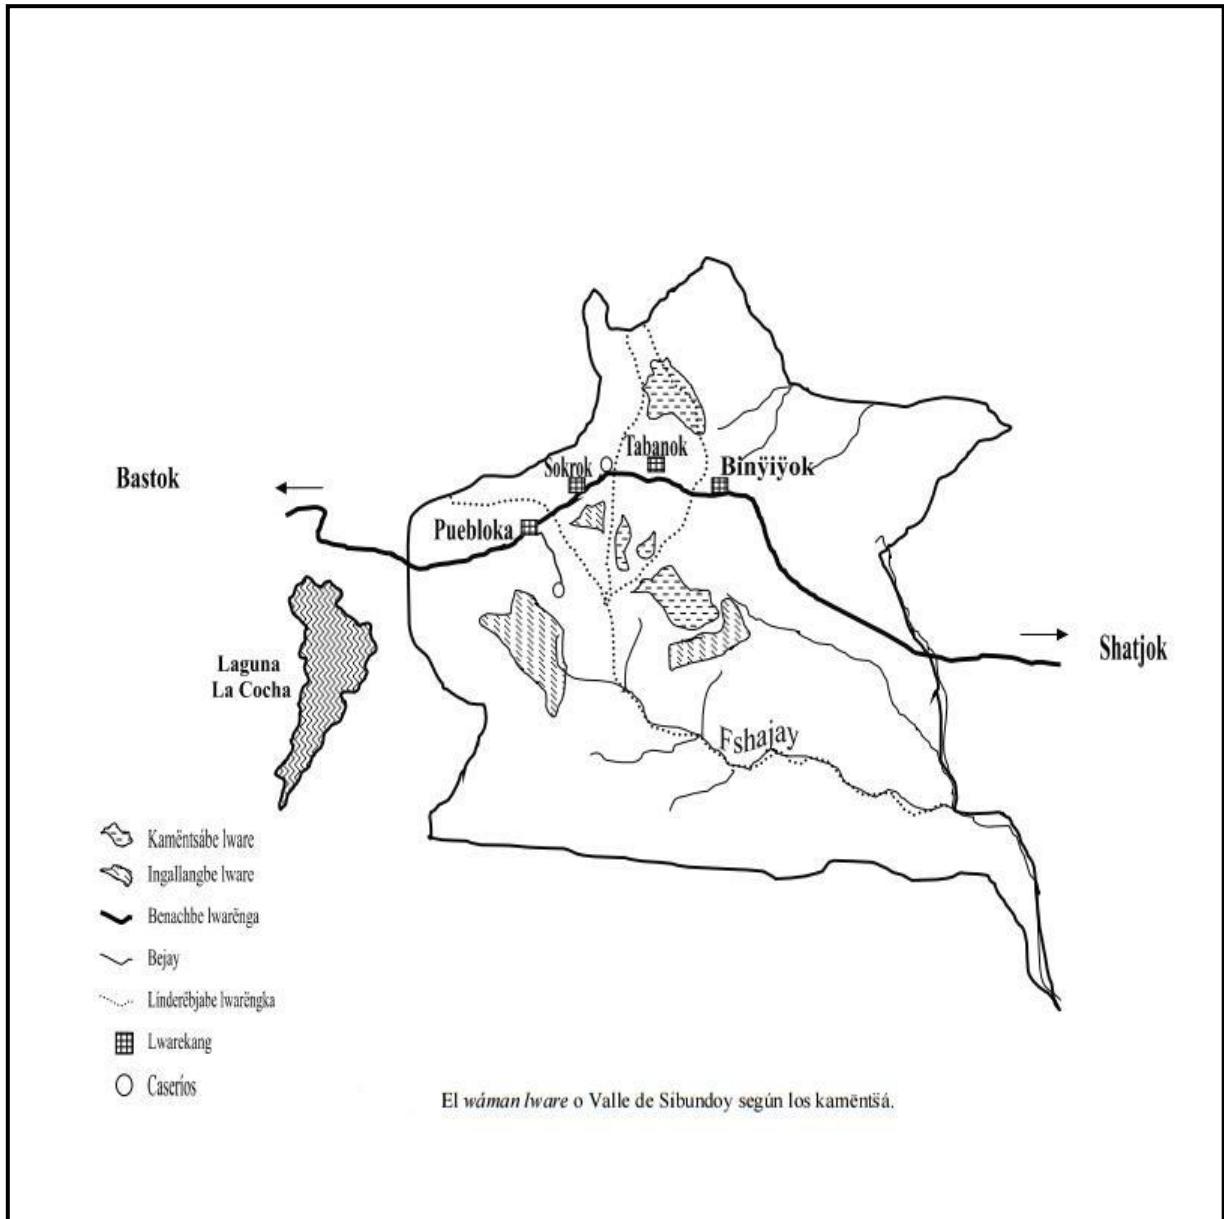 Tabanok
Sokrok
Binÿiÿok
Bastok
Puebloka
Shatjok
Laguna
La Cocha
Fshajay
Kamëntsábe lware
Ingallangbe lware
Benachbe lwarënga
Bejay
Línderëbjabe lwarëngka
Lwarekang
Caseríos
El wáman lware o Valle de Sibundoy según los kamëntŝá.